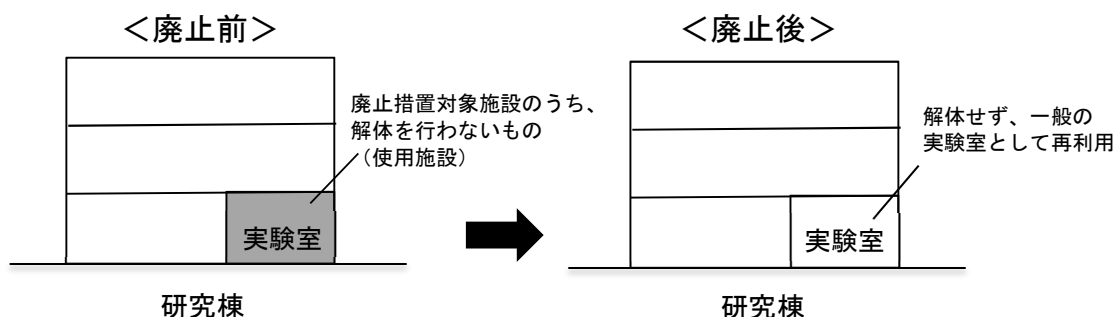 <廃止前>
廃止措置対象施設のうち、
解体を行わないもの
（使用施設）
実験室
研究棟
<廃止後>
解体せず、一般の
実験室として再利用
実験室
研究棟